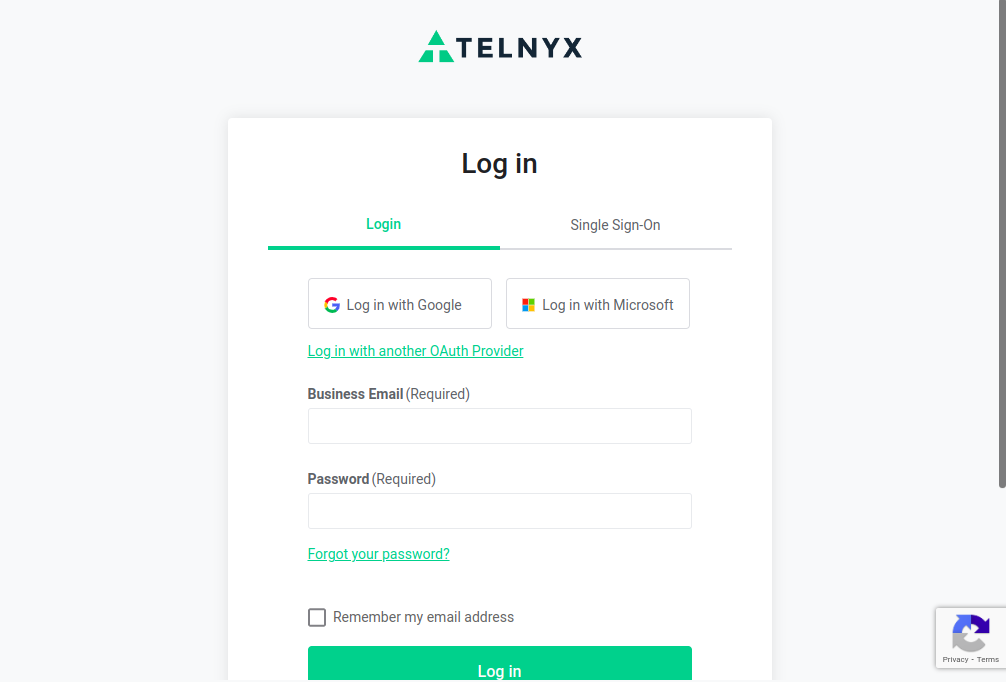 TELNYX
Log in
Login
Single Sign-On
Log in with Google
Log in with Microsoft
Log in with another OAuth Provider
Business Email (Required)
Password (Required)
Forgot your password?
Remember my email address
Log in
Privacy - Terms